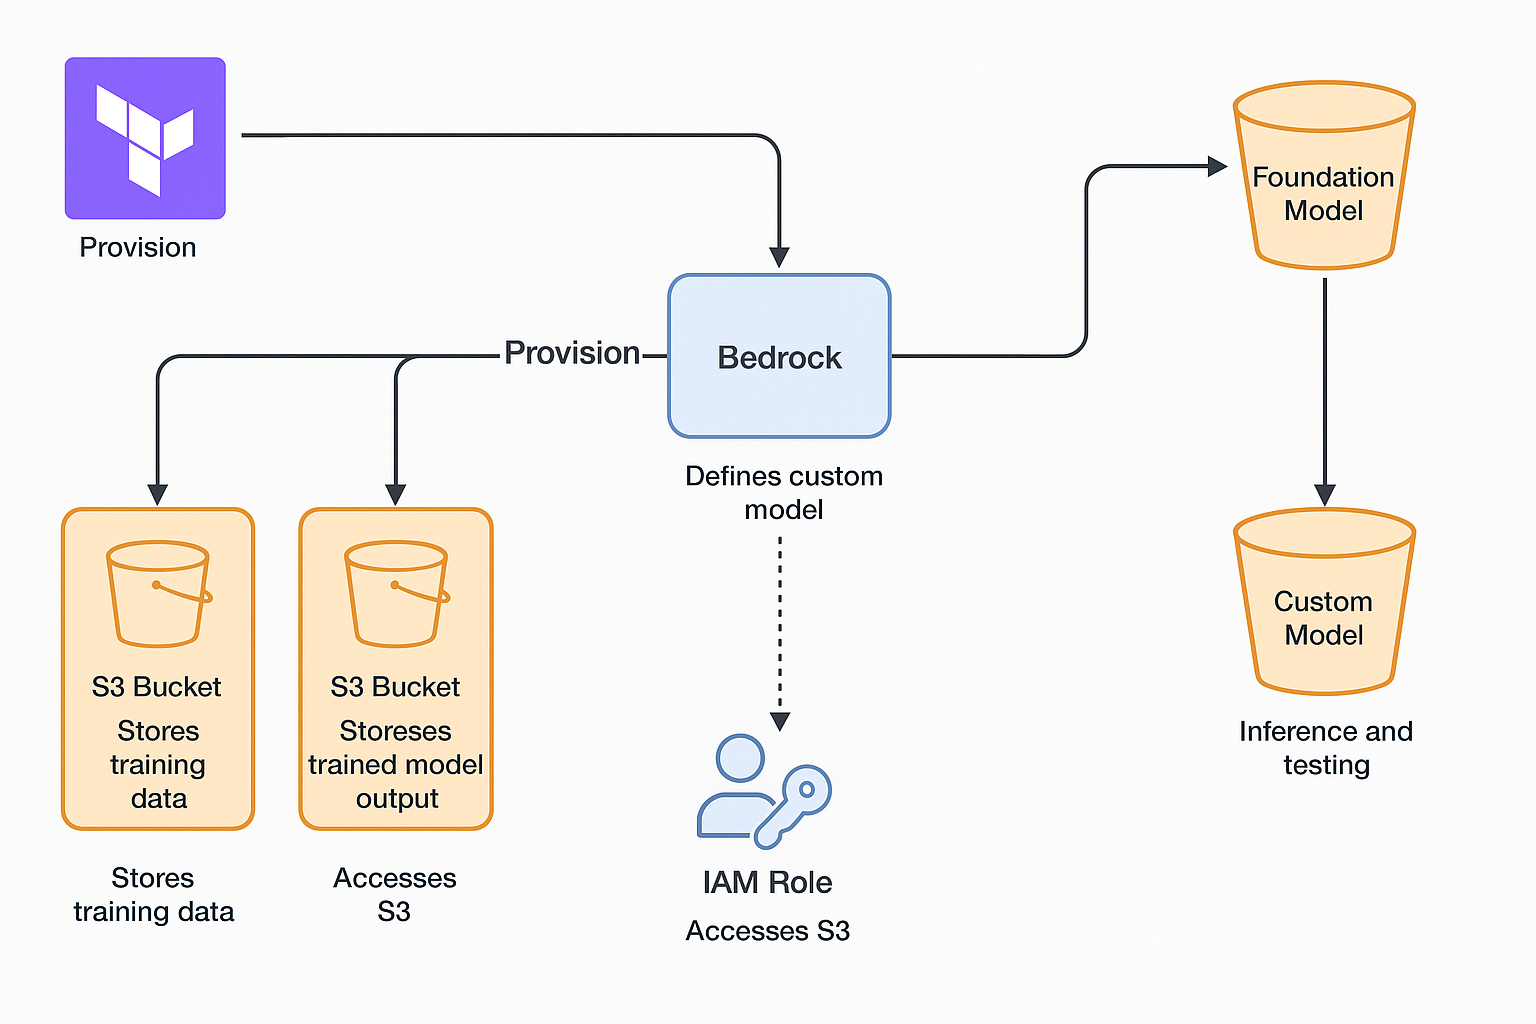 Provision
Foundation
Model
Provision
Bedrock
Defines custom
model
S3 Bucket
Stores
training
data
S3 Bucket
Storeses
trained model
output
Custom
Model
Inference and
testing
Stores
training data
Accesses
S3
IAM Role
Accesses S3